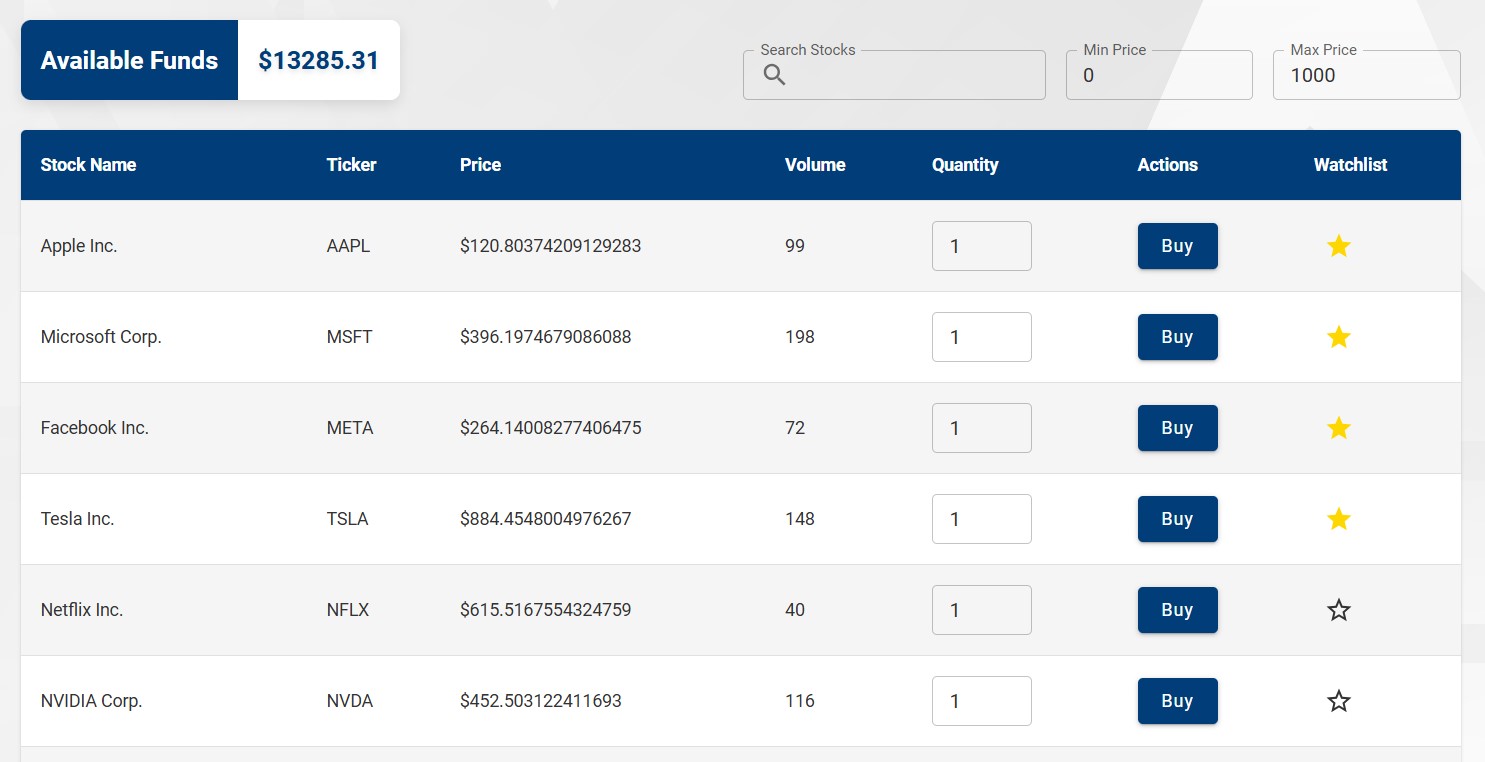 Available Funds $13285.31
Search Stocks
Min Price
0
Max Price
1000
Stock Name Ticker Price Volume Quantity Actions Watchlist
Apple Inc. AAPL $120.80374209129283 99 1 Buy
Microsoft Corp. MSFT $396.1974679086088 198 1 Buy
Facebook Inc. META $264.14008277406475 72 1 Buy
Tesla Inc. TSLA $884.4548004976267 148 1 Buy
Netflix Inc. NFLX $615.5167554324759 40 1 Buy
NVIDIA Corp. NVDA $452.503122411693 116 1 Buy